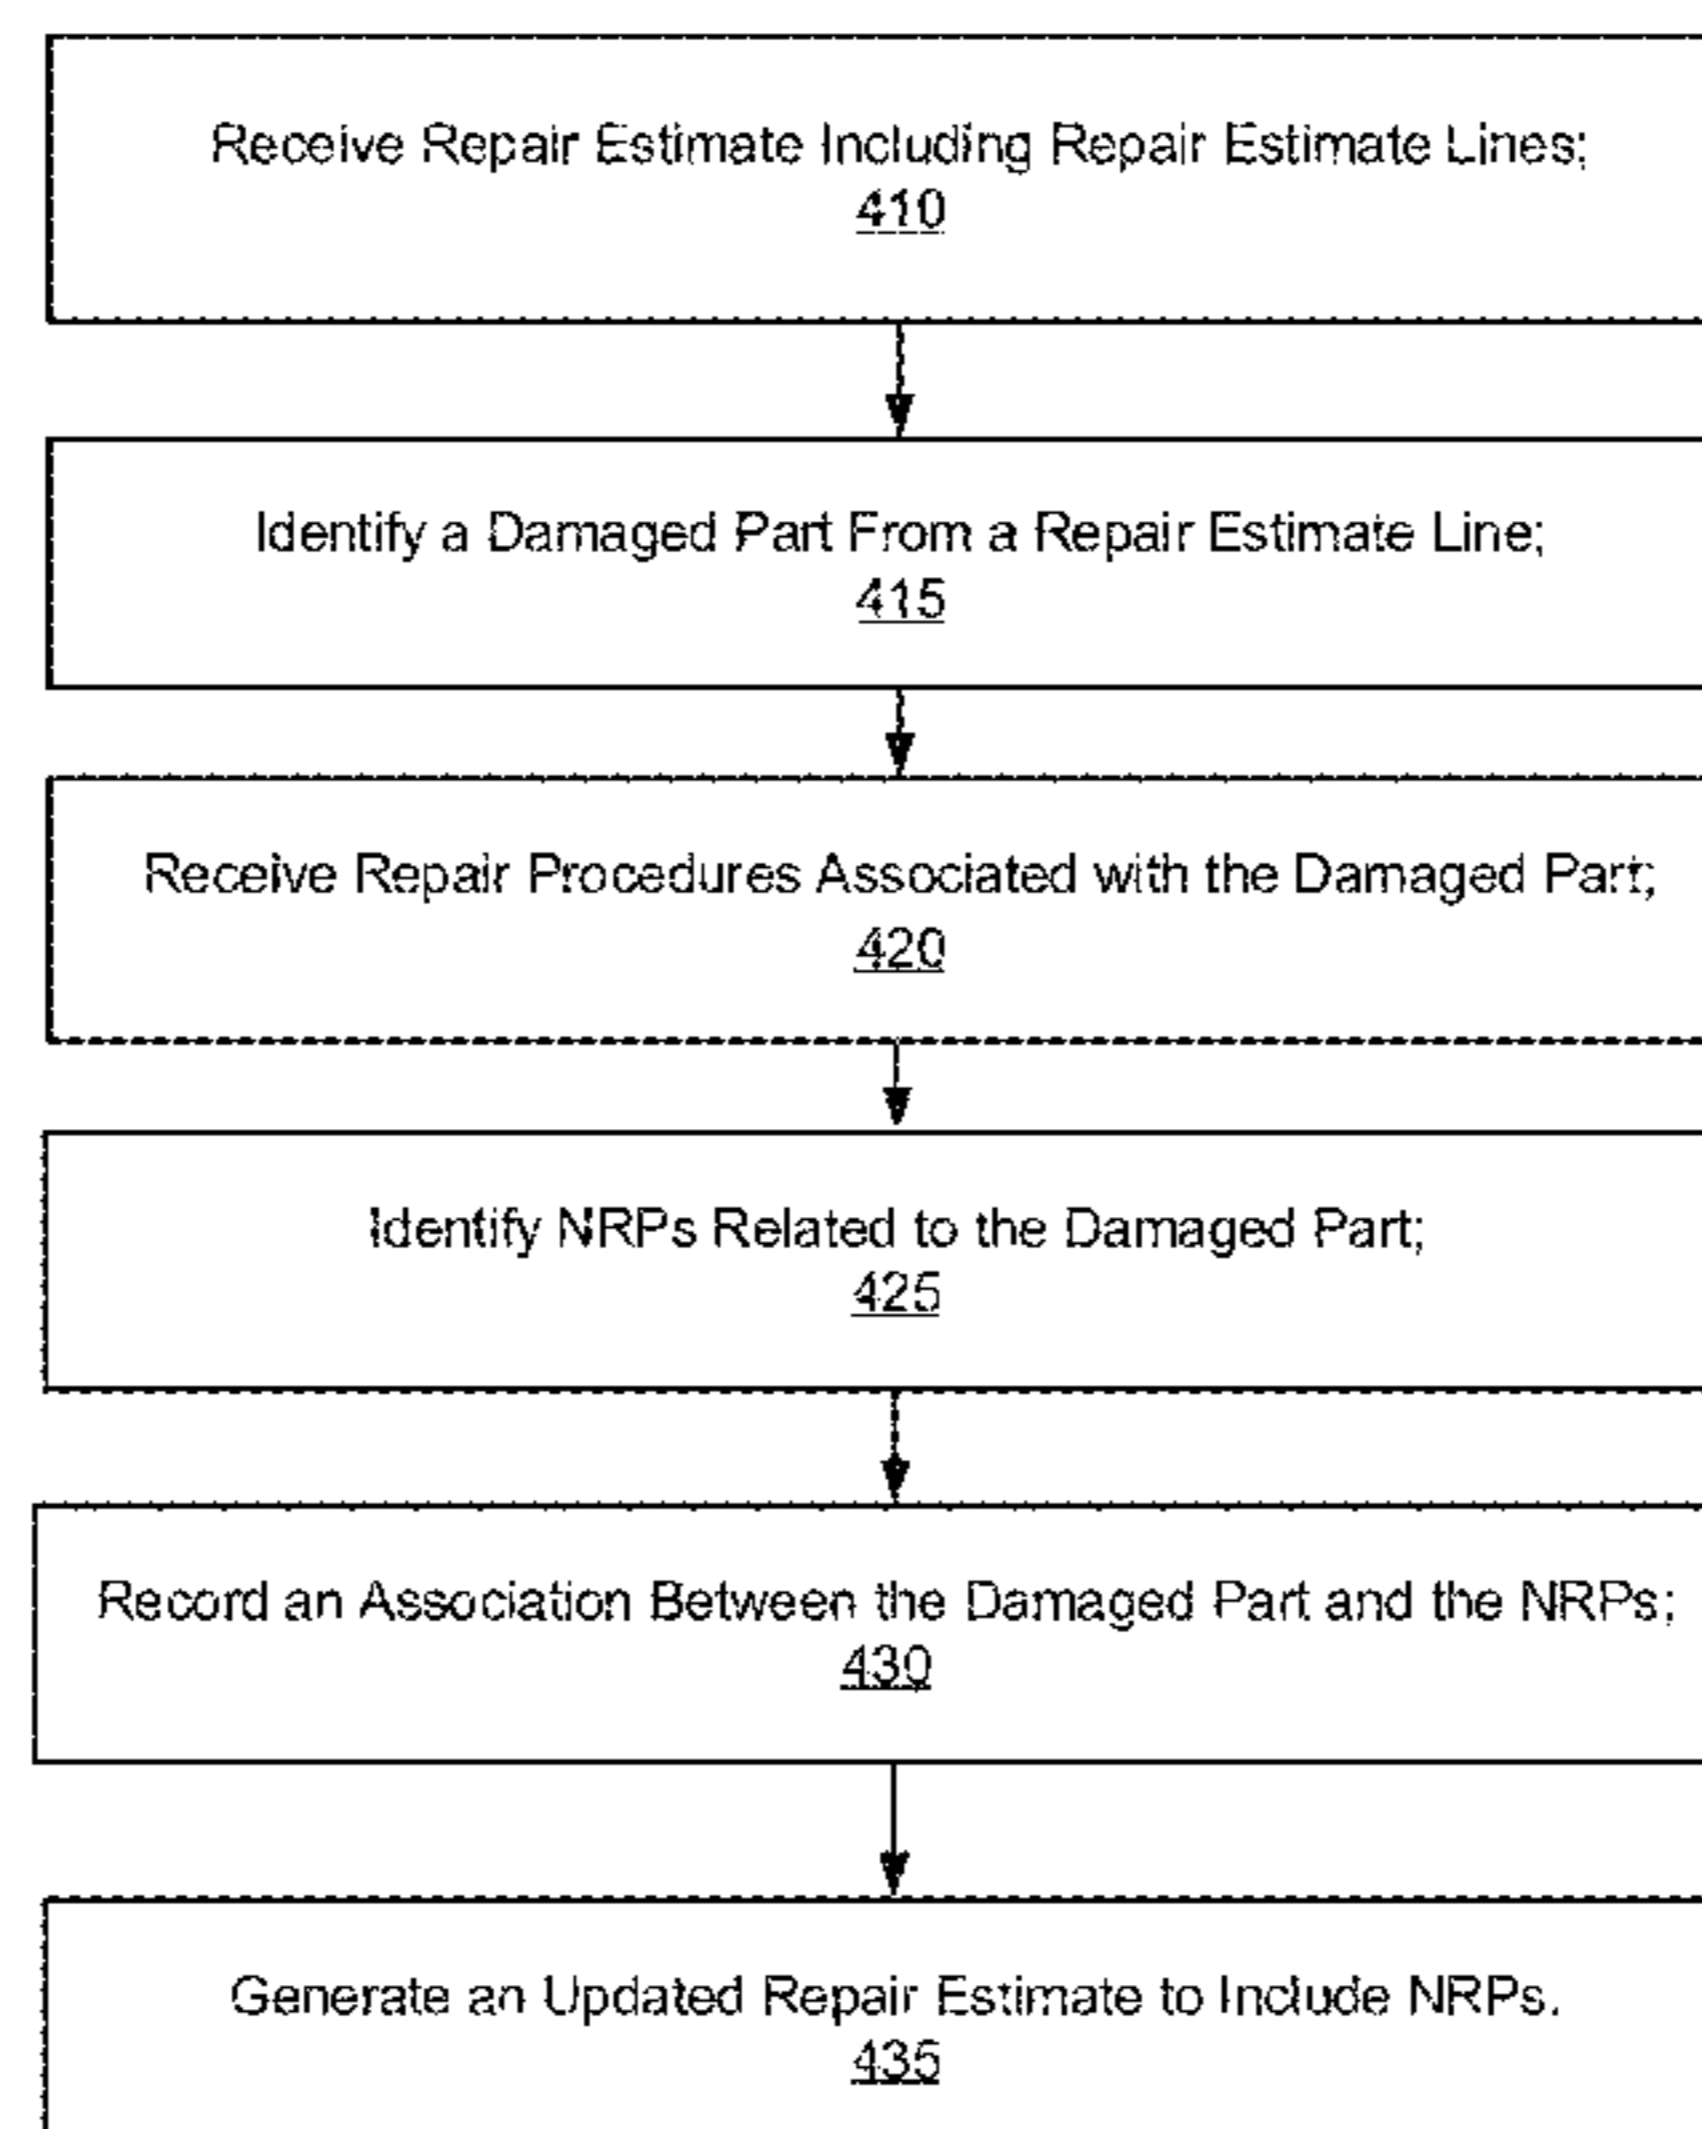 Receive Repair Estimate Including Repair Estimate Lines;
410
Identify a Damaged Part From a Repair Estimate Line;
415
Receive Repair Procedures Associated with the Damaged Part;
420
Identify NRPs Related to the Damaged Part;
425
Record an Association Between the Damaged Part and the NRPs;
430
Generate an Updated Repair Estimate to Include NRPs.
435